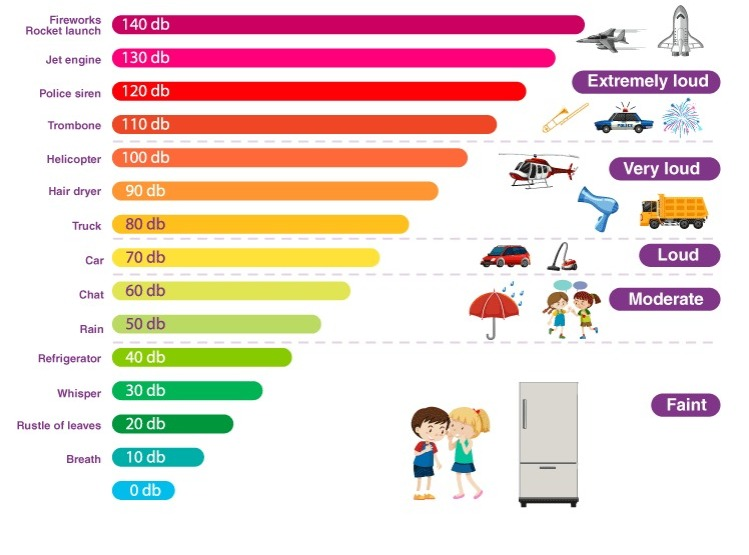 Fireworks
Rocket launch
140 db
Jet engine
130 db
Extremely loud
Police siren
120 db
Trombone
110 db
POLICE
Helicopter
100 db
Very loud
Hair dryer
90 db
Truck
80 db
Car
70 db
Loud
Chat
60 db
Moderate
Rain
50 db
Refrigerator
40 db
Whisper
30 db
Faint
Rustle of leaves
20 db
Breath
10 db
0 db